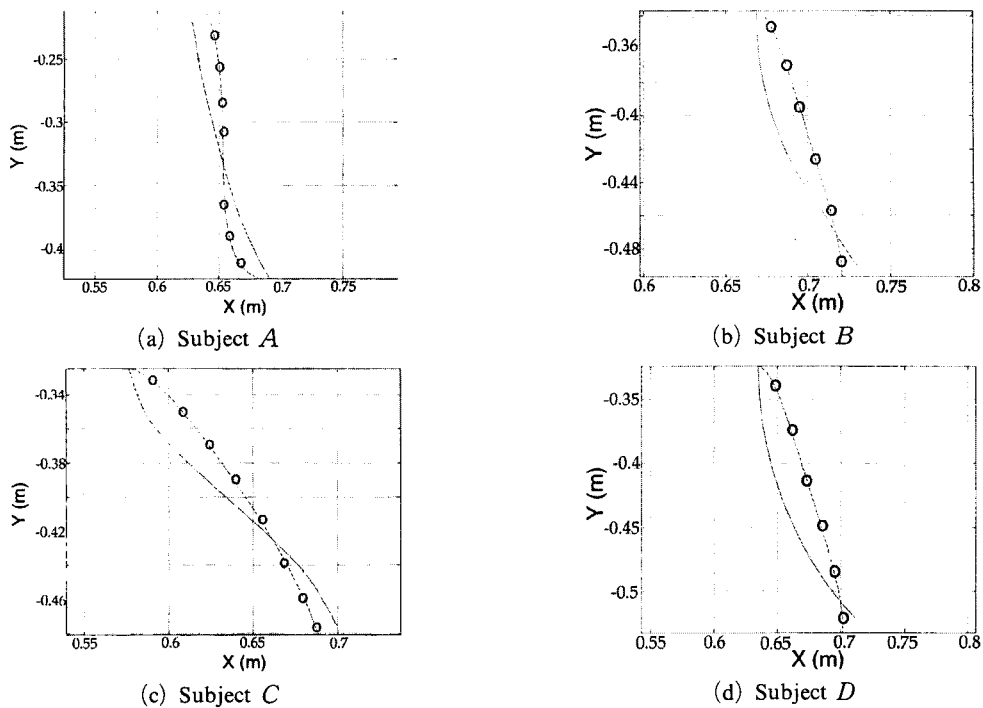 -0.25
-0.3
-0.35
-0.4
Y (m)
0.55 0.6 0.65 0.7 0.75
X (m)
(a) Subject A
-0.36
-0.4
-0.44
-0.48
Y (m)
0.6 0.65 0.7 0.75 0.8
X (m)
(b) Subject B
-0.34
-0.38
-0.42
-0.46
Y (m)
0.55 0.6 0.65 0.7
X (m)
(c) Subject C
-0.35
-0.4
-0.45
-0.5
Y (m)
0.55 0.6 0.65 0.7 0.75 0.8
X (m)
(d) Subject D